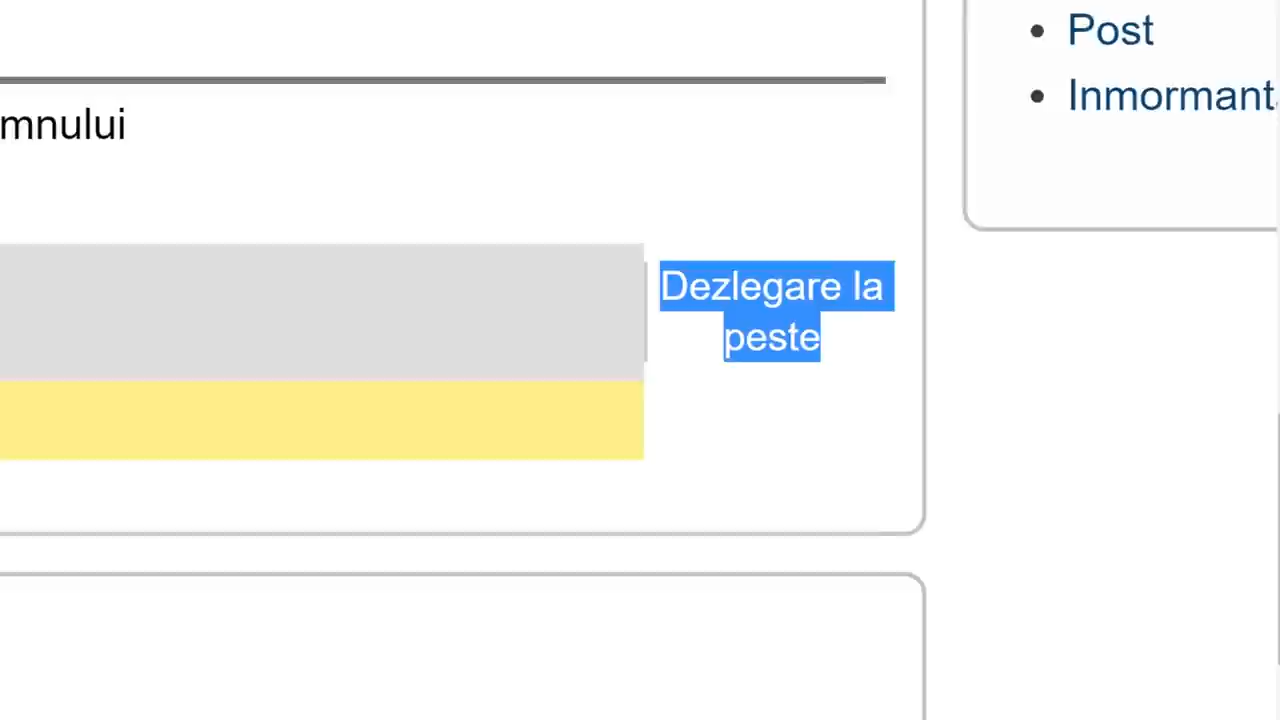 Post
Inmormant
mnului
Dezlegare la
peste